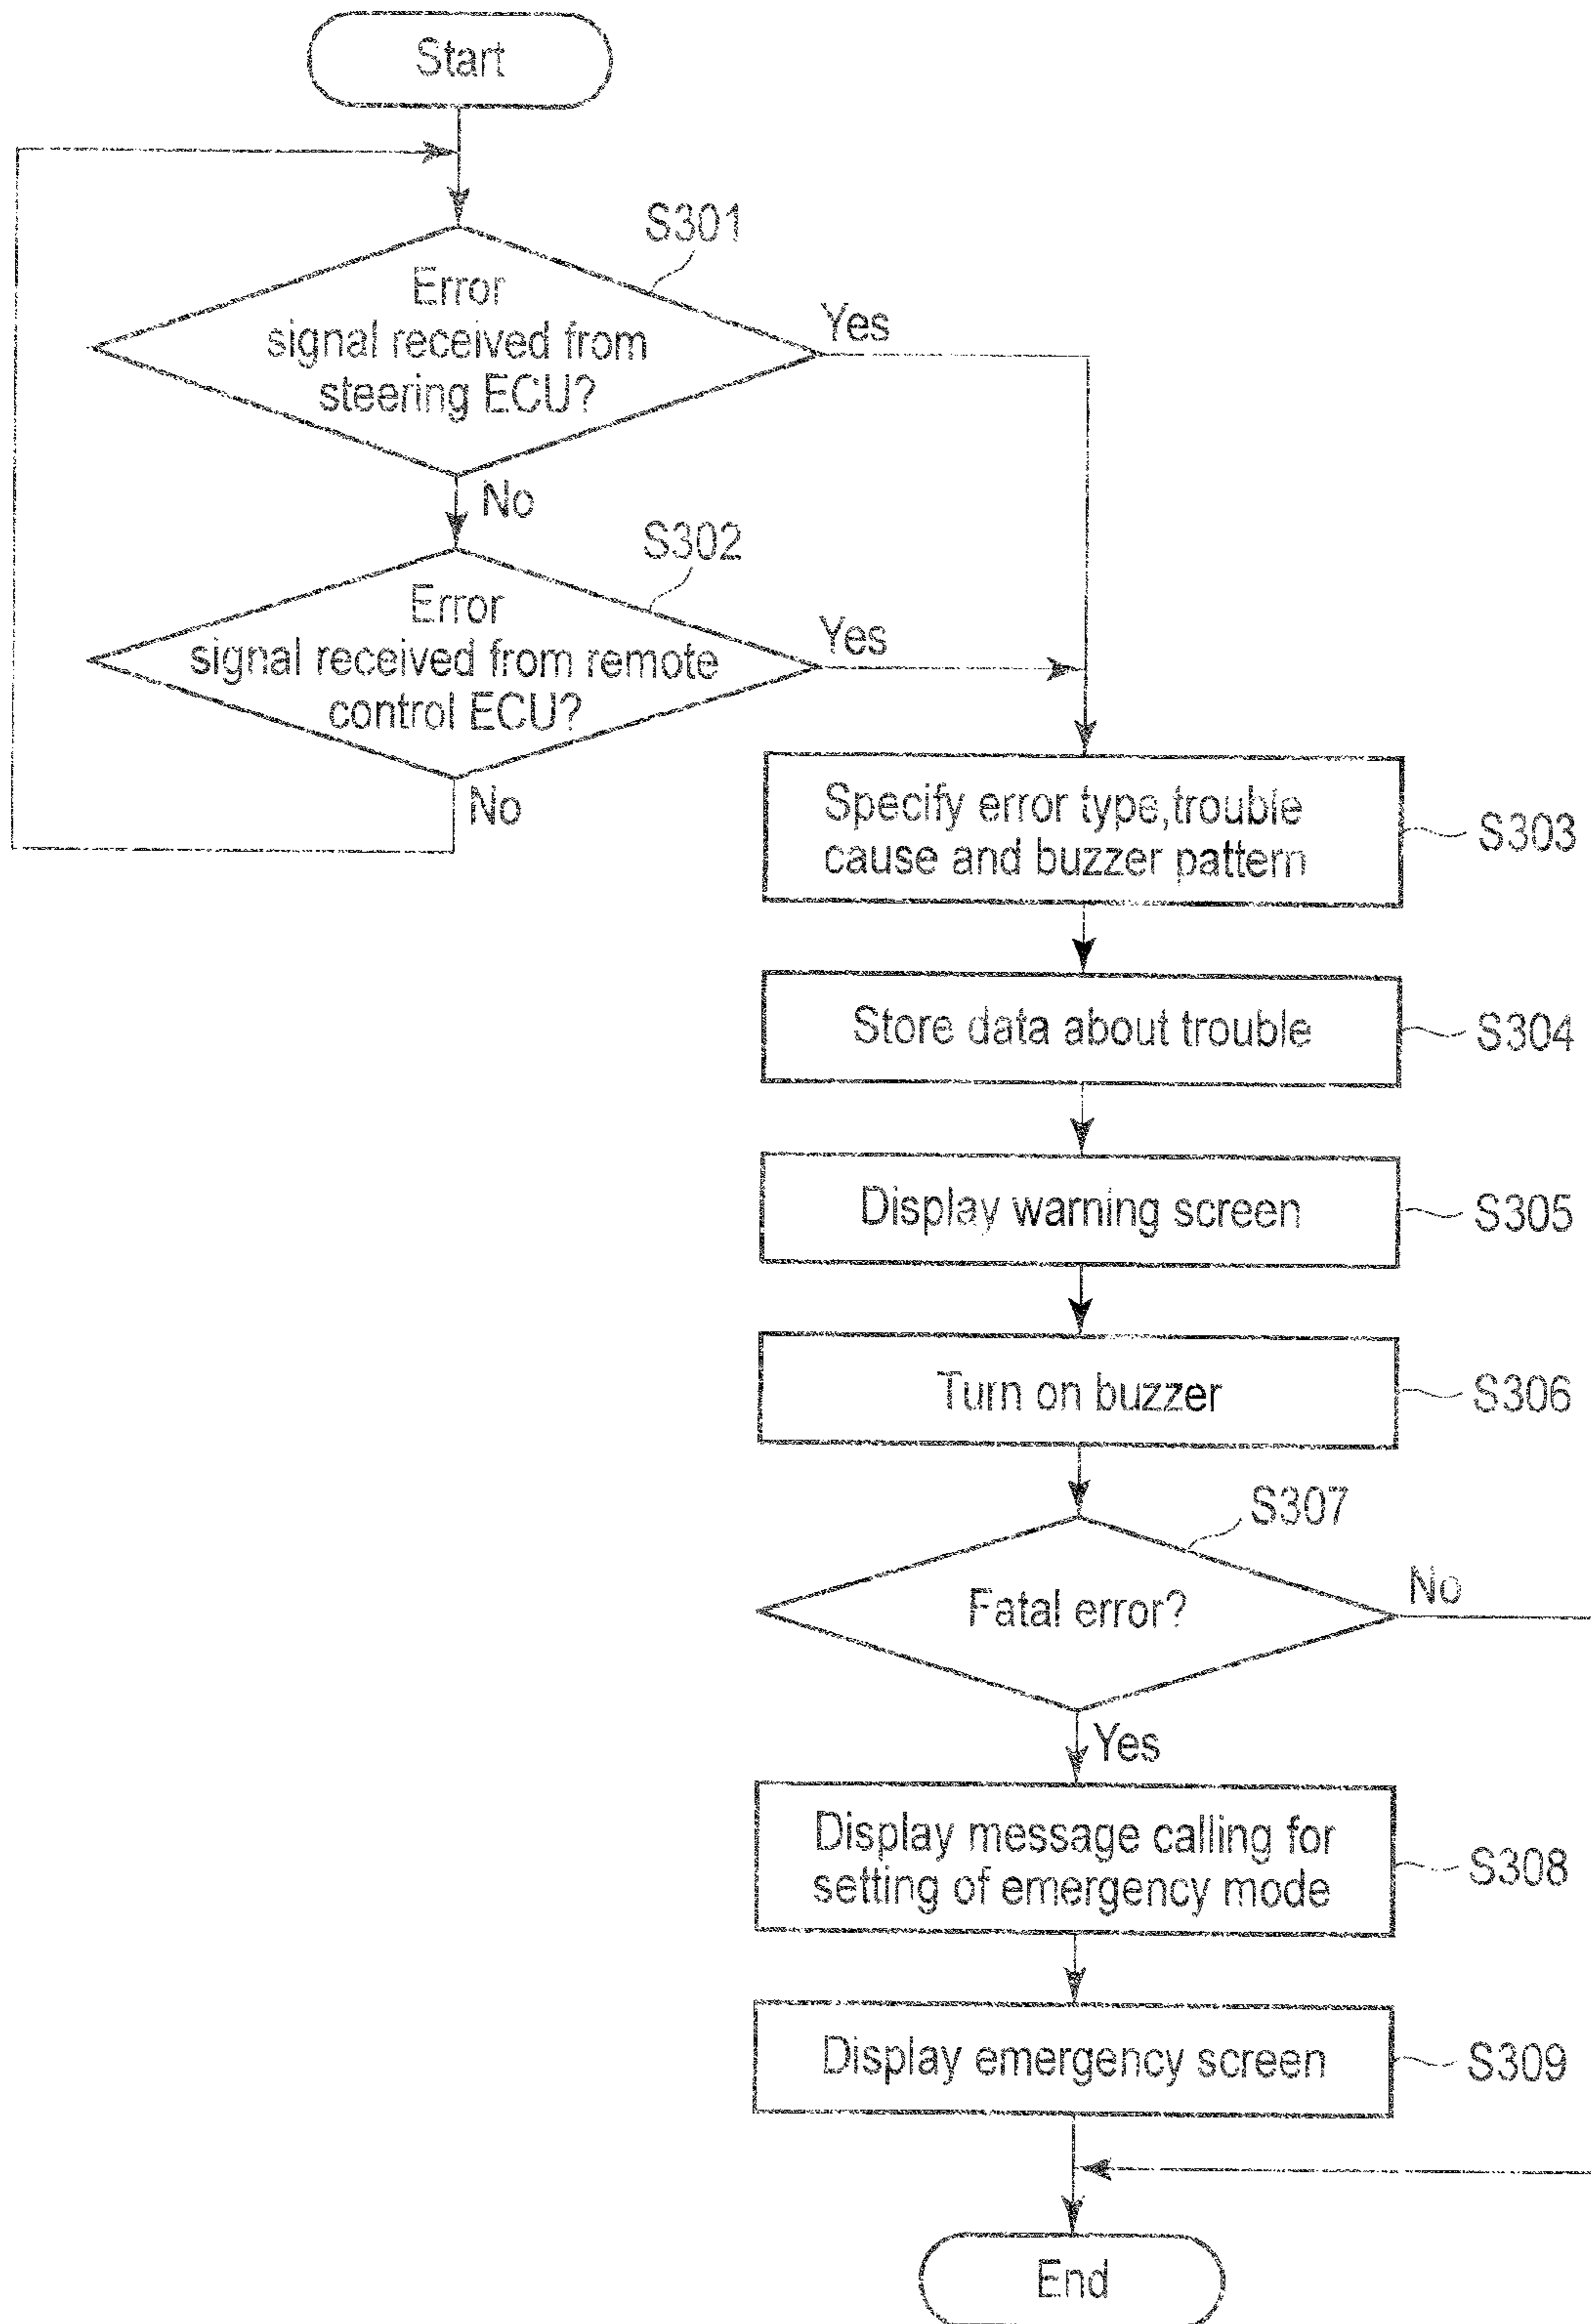 Start
S301
Error
signal received from
steering ECU?
Yes
No
S302
Error
signal received from remote
control ECU?
Yes
No
Specify error type,trouble
cause and buzzer pattern
S303
Store data about trouble
S304
Display warning screen
S305
Turn on buzzer
S306
S307
Fatal error?
No
Yes
Display message calling for
setting of emergency mode
S308
Display emergency screen
S309
End